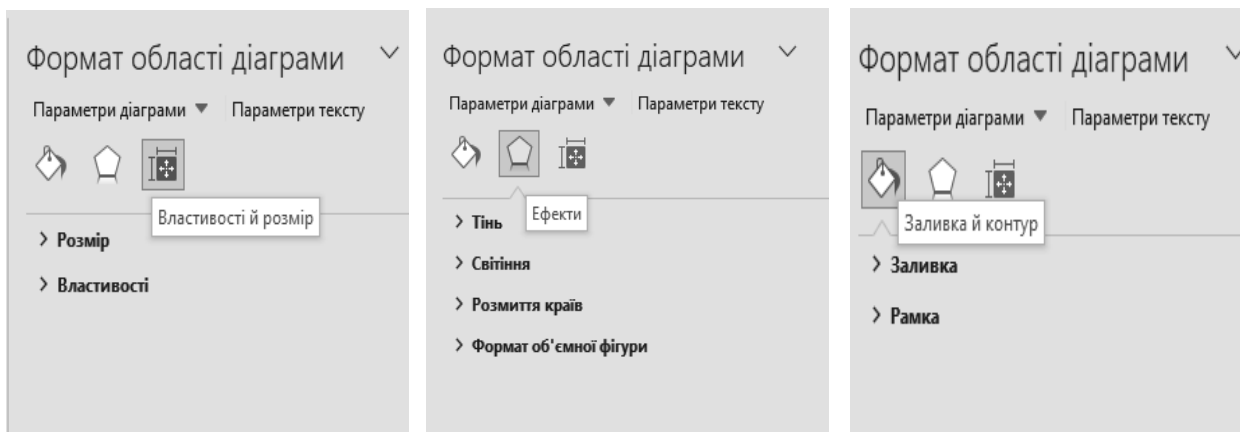 Формат області діаграми
Параметри діаграми Параметри тексту
Властивості й розмір
Розмір
Властивості
Формат області діаграми
Параметри діаграми Параметри тексту
Ефекти
Тінь
Світіння
Розмиття країв
Формат об'ємної фігури
Формат області діаграми
Параметри діаграми Параметри тексту
Заливка й контур
Заливка
Рамка